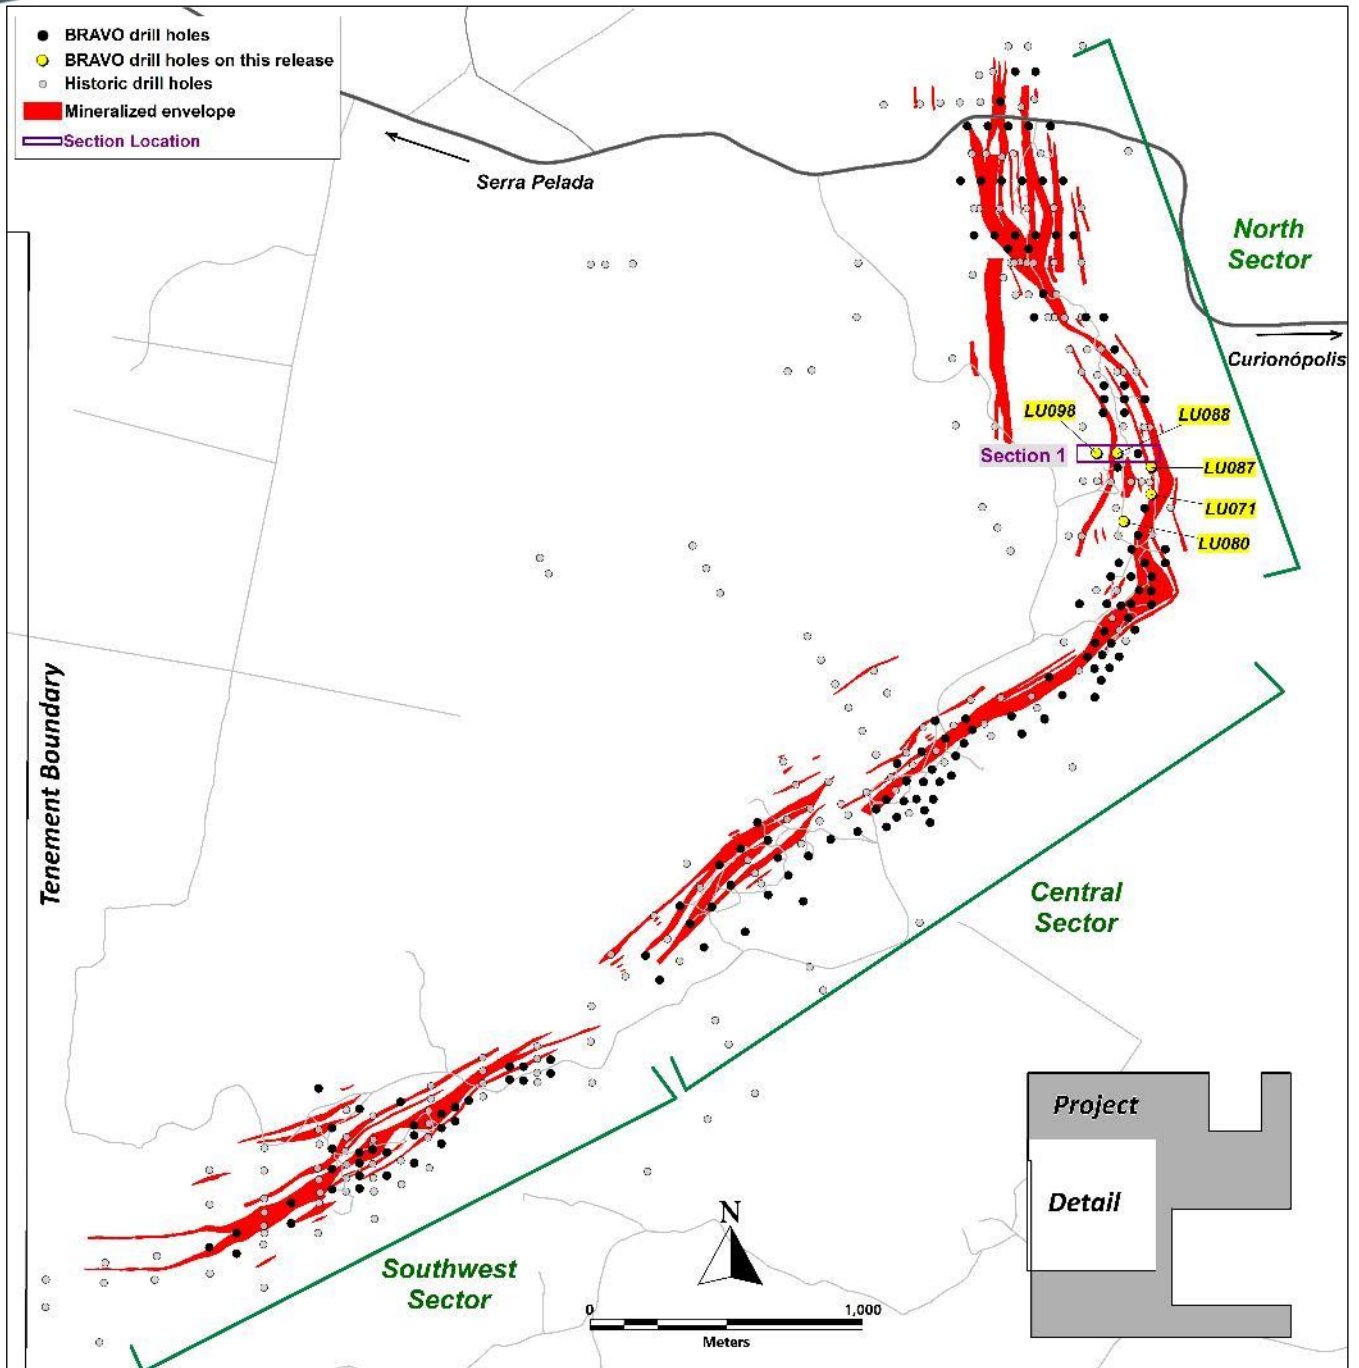 BRAVO drill holes
BRAVO drill holes on this release
Historic drill holes
Mineralized envelope
Section Location
Serra Pelada
North
Sector
Curionópolis
LU098
LU088
Section 1
LU087
LU071
LU080
Tenement Boundary
Central
Sector
Project
Detail
N
Southwest
Sector
0
1,000
Meters